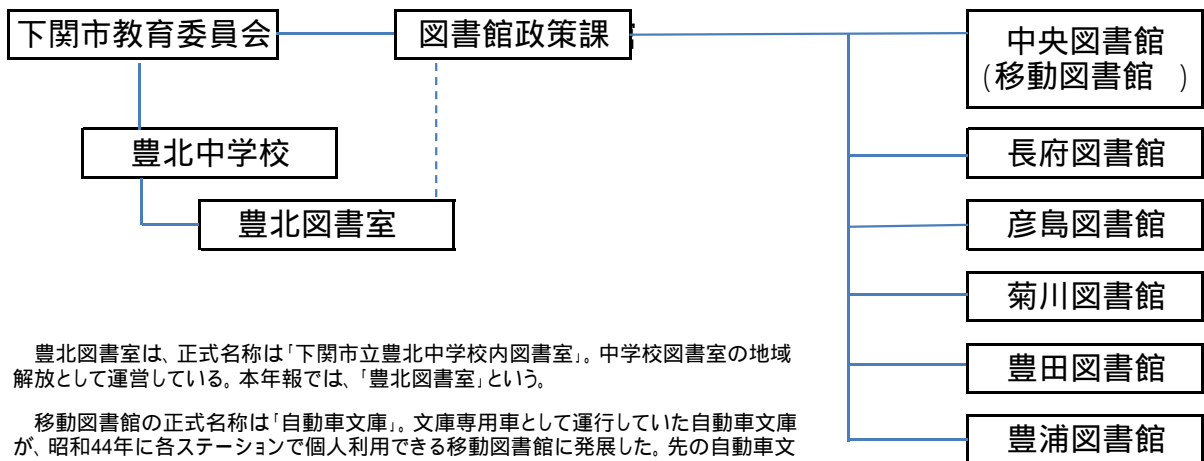 下関市教育委員会
図書館政策課
中央図書館
(移動図書館　)
豊北中学校
長府図書館
豊北図書室
彦島図書館
菊川図書館
豊田図書館
豊浦図書館
豊北図書室は、正式名称は「下関市立豊北中学校内図書室」。中学校図書室の地域
解放として運営している。本年報では、「豊北図書室」という。
移動図書館の正式名称は「自動車文庫」。文庫専用車として運行していた自動車文庫
が、昭和44年に各ステーションで個人利用できる移動図書館に発展した。先の自動車文